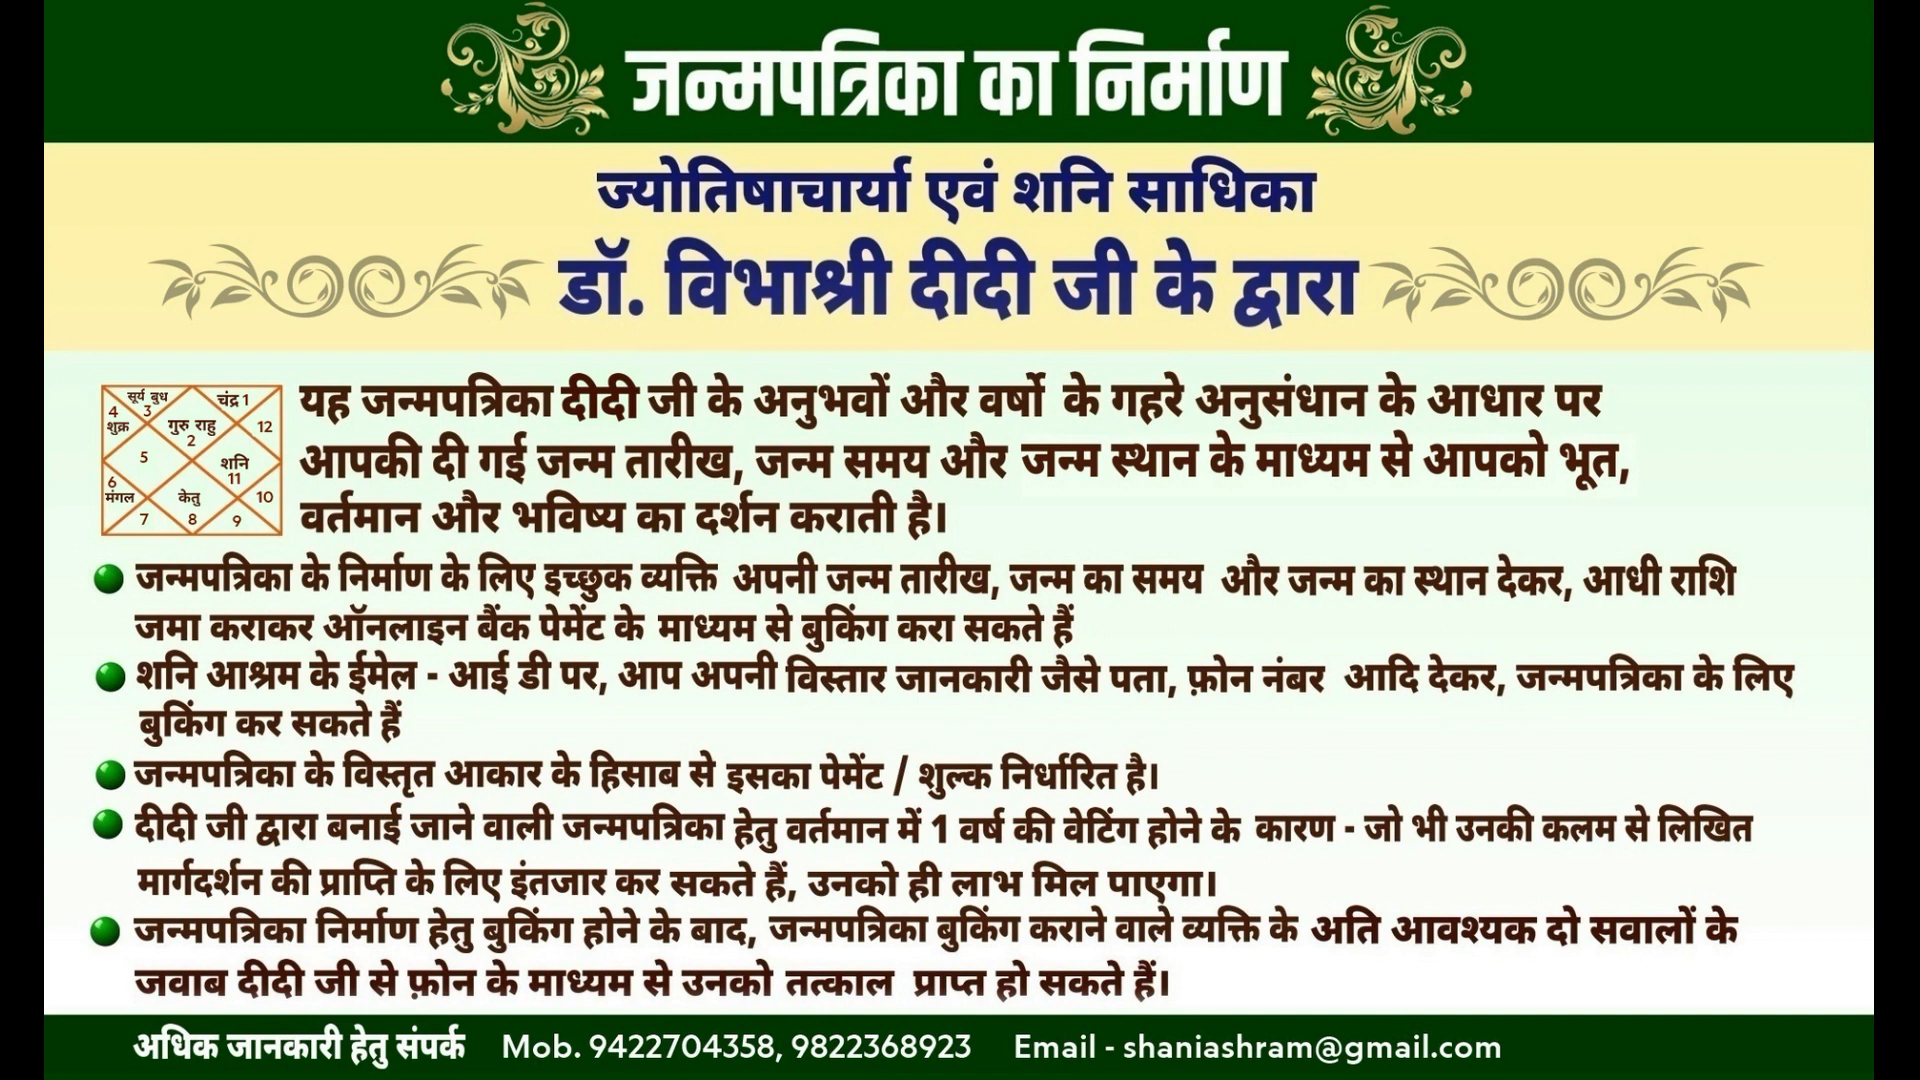 जन्मपत्रिका का निर्माण
ज्योतिषाचार्या एवं शनि साधिका
डॉ. विभाश्री दीदी जी के द्वारा
सूर्य बुध
चंद्र 1
4
3
शुक्र
गुरु राहु
12
2
5
शनि
11
6
मंगल
केतु
10
7
8
9
यह जन्मपत्रिका दीदी जी के अनुभवों और वर्षो के गहरे अनुसंधान के आधार पर
आपकी दी गई जन्म तारीख, जन्म समय और जन्म स्थान के माध्यम से आपको भूत,
वर्तमान और भविष्य का दर्शन कराती है।
जन्मपत्रिका के निर्माण के लिए इच्छुक व्यक्ति अपनी जन्म तारीख, जन्म का समय और जन्म का स्थान देकर, आधी राशि
जमा कराकर ऑनलाइन बैंक पेमेंट के माध्यम से बुकिंग करा सकते हैं
शनि आश्रम के ईमेल - आई डी पर, आप अपनी विस्तार जानकारी जैसे पता, फ़ोन नंबर आदि देकर, जन्मपत्रिका के लिए
बुकिंग कर सकते हैं
जन्मपत्रिका के विस्तृत आकार के हिसाब से इसका पेमेंट / शुल्क निर्धारित है।
दीदी जी द्वारा बनाई जाने वाली जन्मपत्रिका हेतु वर्तमान में 1 वर्ष की वेटिंग होने के कारण - जो भी उनकी कलम से लिखित
मार्गदर्शन की प्राप्ति के लिए इंतजार कर सकते हैं, उनको ही लाभ मिल पाएगा।
जन्मपत्रिका निर्माण हेतु बुकिंग होने के बाद, जन्मपत्रिका बुकिंग कराने वाले व्यक्ति के अति आवश्यक दो सवालों के
जवाब दीदी जी से फ़ोन के माध्यम से उनको तत्काल प्राप्त हो सकते हैं।
अधिक जानकारी हेतु संपर्क Mob. 9422704358, 9822368923 Email - shaniashram@gmail.com